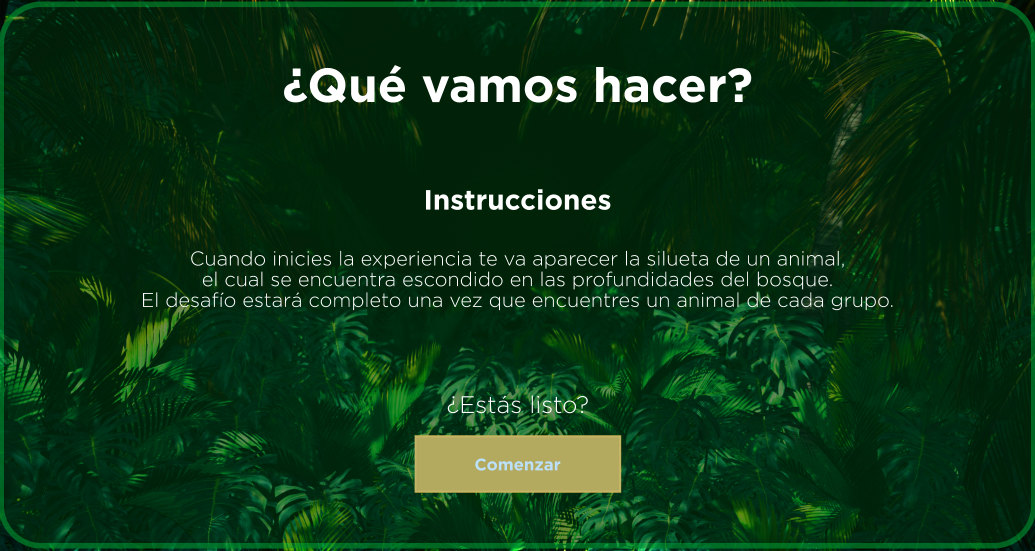 ¿Qué vamos hacer?
Instrucciones
Cuando inicies la experiencia te va aparecer la silueta de un animal,
el cual se encuentra escondido en las profundidades del bosque.
El desafío estará completo una vez que encuentres un animal de cada grupo.
¿Estás listo?
Comenzar